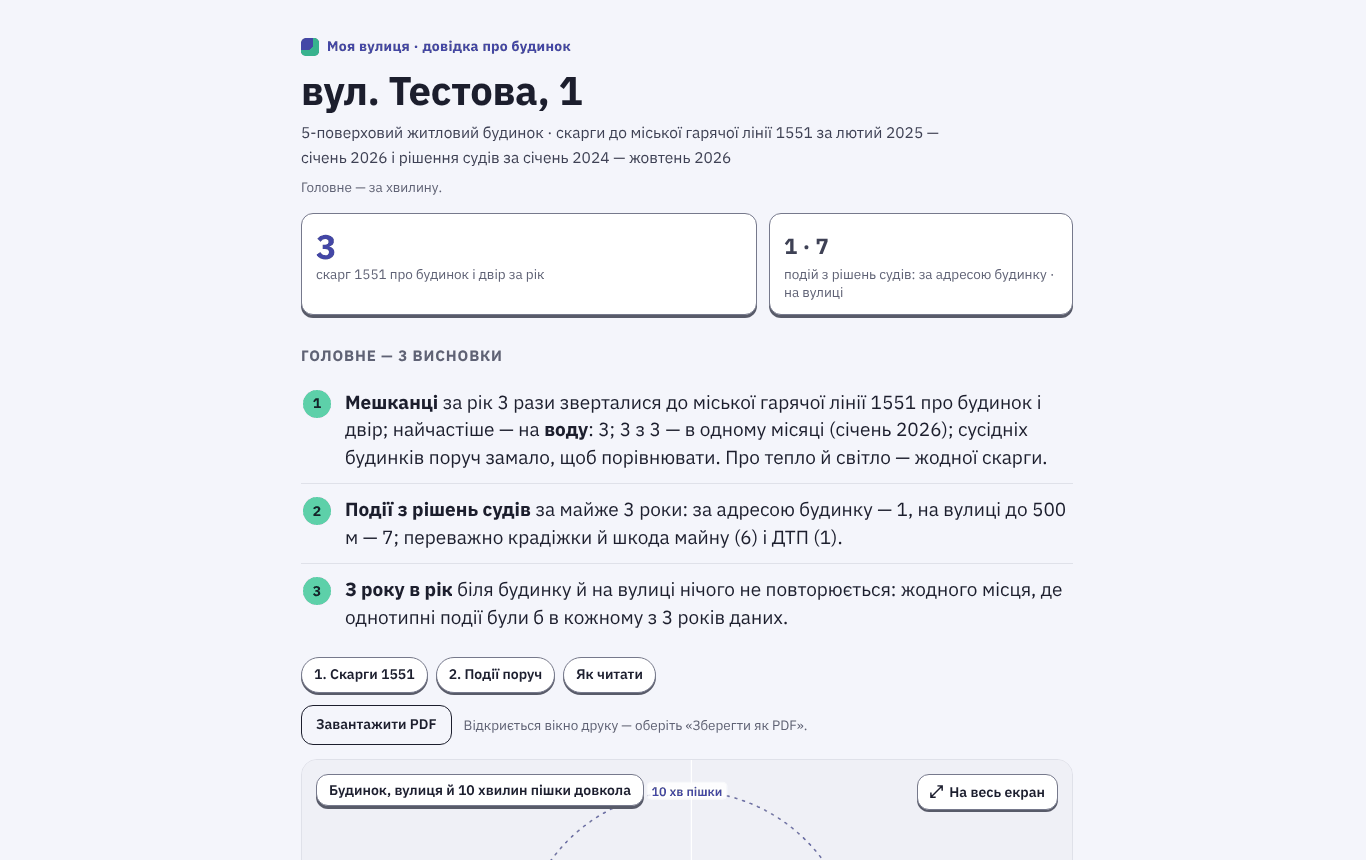 Моя вулиця · довідка про будинок
вул. Тестова, 1
5-поверховий житловий будинок · скарги до міської гарячої лінії 1551 за лютий 2025 —
січень 2026 і рішення судів за січень 2024 — жовтень 2026
Головне — за хвилину.
3
скарг 1551 про будинок і двір за рік
1 · 7
подій з рішень судів: за адресою будинку ·
на вулиці
ГОЛОВНЕ — 3 ВИСНОВКИ
1
Мешканці за рік 3 рази зверталися до міської гарячої лінії 1551 про будинок і
двір; найчастіше — на воду: 3; 3 з 3 — в одному місяці (січень 2026); сусідніх
будинків поруч замало, щоб порівнювати. Про тепло й світло — жодної скарги.
2
Події з рішень судів за майже 3 роки: за адресою будинку — 1, на вулиці до 500
м — 7; переважно крадіжки й шкода майну (6) і ДТП (1).
3
З року в рік біля будинку й на вулиці нічого не повторюється: жодного місця, де
однотипні події були б в кожному з 3 років даних.
1. Скарги 1551
2. Події поруч
Як читати
Завантажити PDF
Відкриється вікно друку — оберіть «Зберегти як PDF».
Будинок, вулиця й 10 хвилин пішки довкола
10 хв пішки
На весь екран